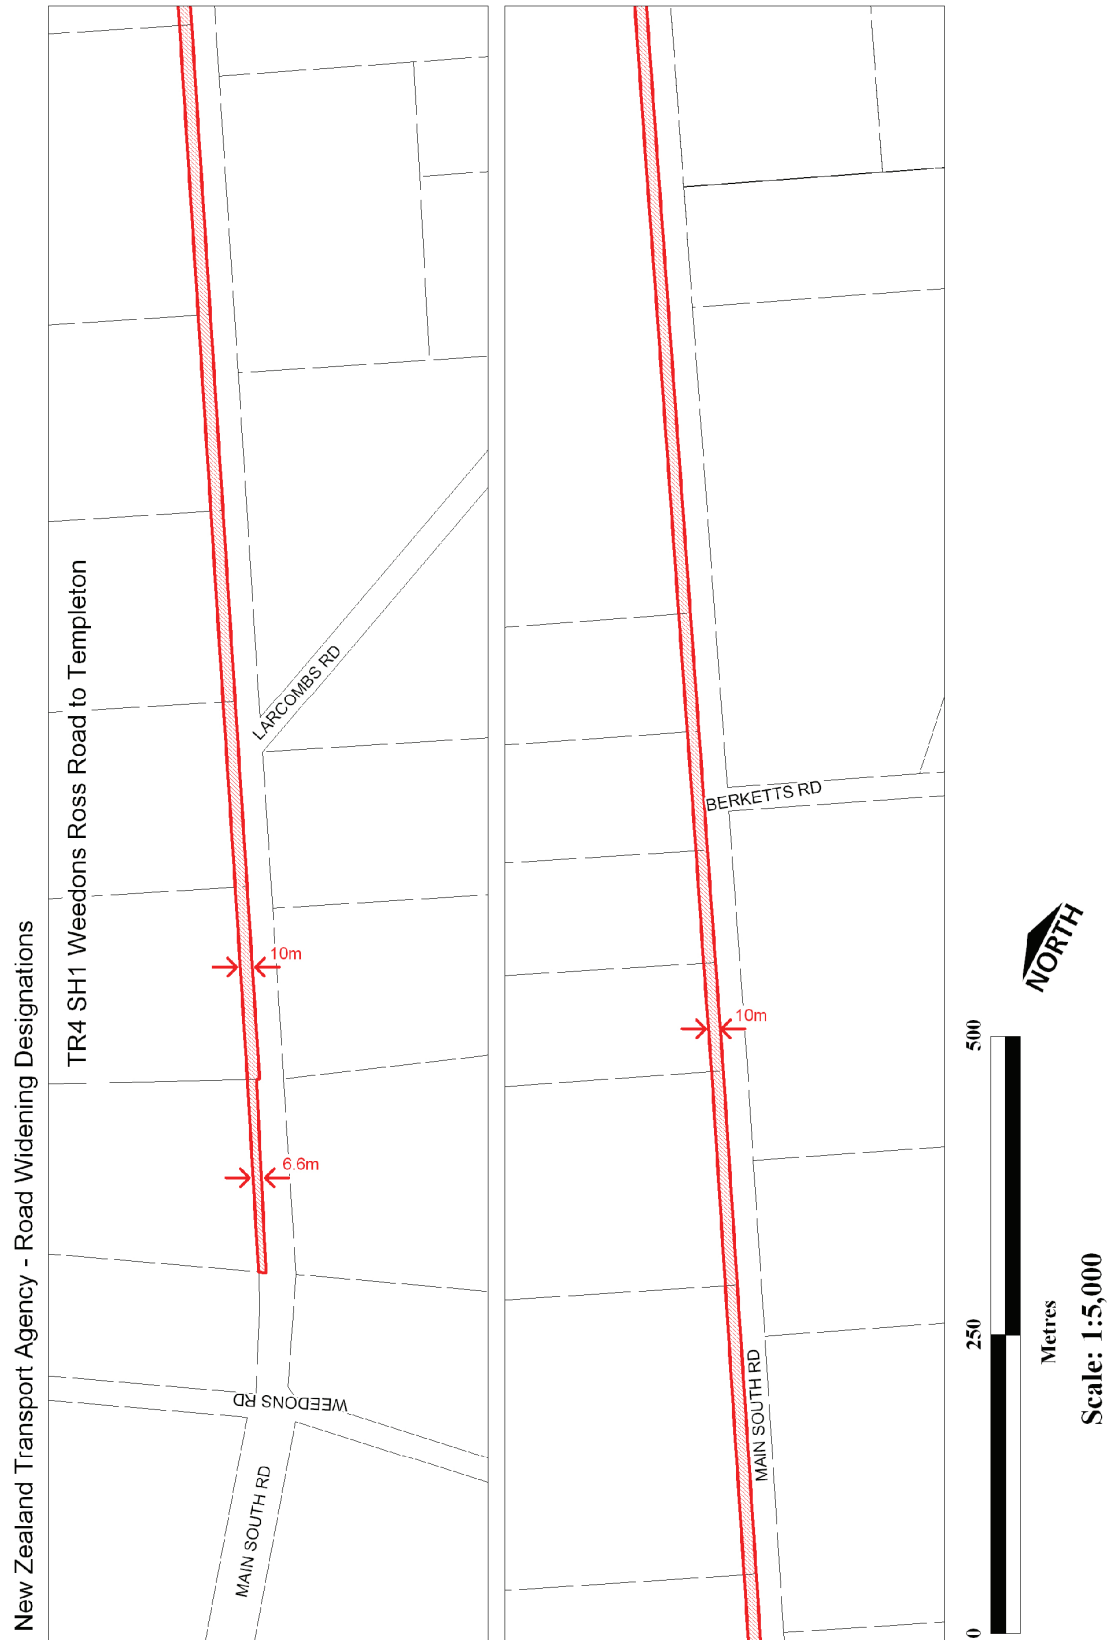 New Zealand Transport Agency - Road Widening Designations
TR4 SH1 Weedons Ross Road to Templeton
LARCOMBS RD
10m
6.6m
WEEDONS RD
MAIN SOUTH RD
BERKETTS RD
10m
MAIN SOUTH RD
NORTH
0 250 500
Metres
Scale: 1:5,000